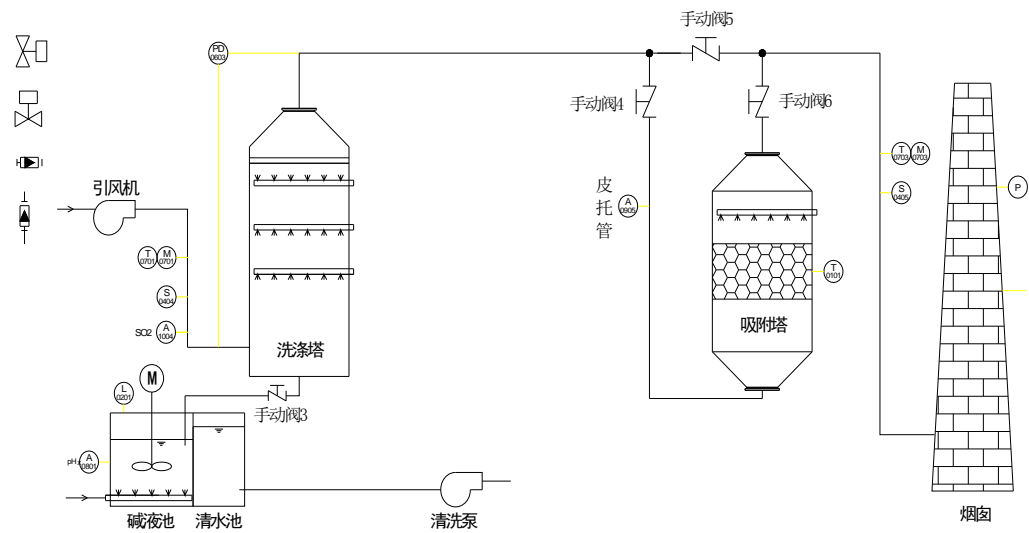 手动阀5
PD
0603
手动阀4
手动阀6
引风机
T
0701
M
0701
S
0404
SO2
A
1004
洗涤塔
皮托管
A
0905
T
0101
吸附塔
T
0703
M
0703
S
0405
P
M
L
0201
手动阀3
pH
A
0801
碱液池
清水池
清洗泵
烟囱